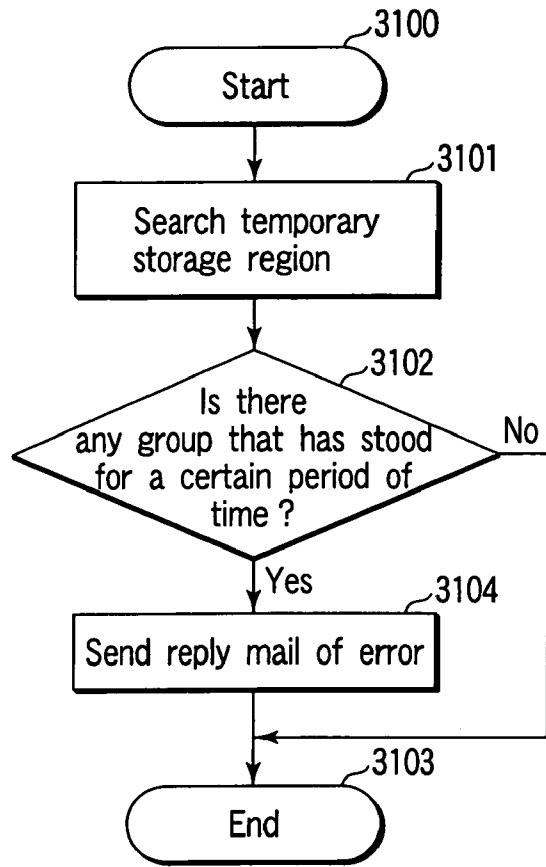 3100
Start
3101
Search temporary
storage region
3102
Is there
any group that has stood
for a certain period of
time ?
No
Yes
3104
Send reply mail of error
3103
End